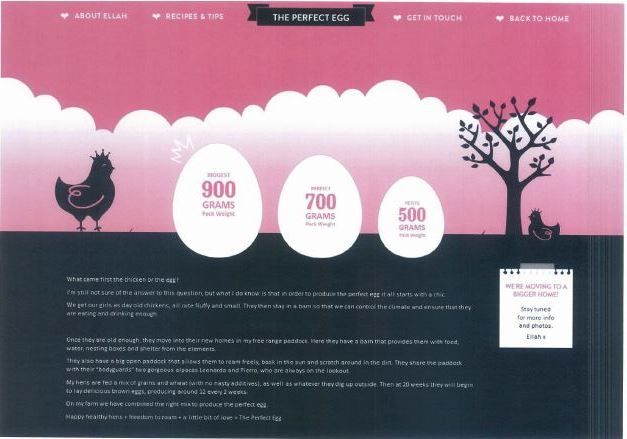 ABOUT ELLAH
RECIPES & TIPS
THE PERFECT EGG
GET IN TOUCH
BACK TO HOME
BIGGEST
900
GRAMS
Pack Weight
PERFECT
700
GRAMS
Pack Weight
PETITE
500
GRAMS
Pack Weight
What came first the chicken or the egg?
I'm still not sure of the answer to this question, but what I do know is that in order to produce the perfect egg it all starts with a chic.
We get our girls as day old chickens, all cute fluffy and small. They then stay in a barn so that we can control the climate and ensure that they
are eating and drinking enough.
Once they are old enough, they move into their new homes in my free range paddock. Here they have a barn that provides them with food,
water, nesting boxes and shelter from the elements.
They also have a big open paddock that allows them to roam freely, bask in the sun and scratch around in the dirt. They share the paddock
with their "bodyguards" two gorgeous alpacas Leonardo and Pierro, who are always on the lookout.
My hens are fed a mix of grains and wheat (with no nasty additives), as well as whatever they dig up outside. Then at 20 weeks they will begin
to lay delicious brown eggs, producing around 12 every 2 weeks.
On my farm we have combined the right mix to produce the perfect egg.
Happy healthy hens + freedom to roam + a little bit of love = The Perfect Egg
WE'RE MOVING TO A
BIGGER HOME!
Stay tuned
for more info
and photos.
Ellah x